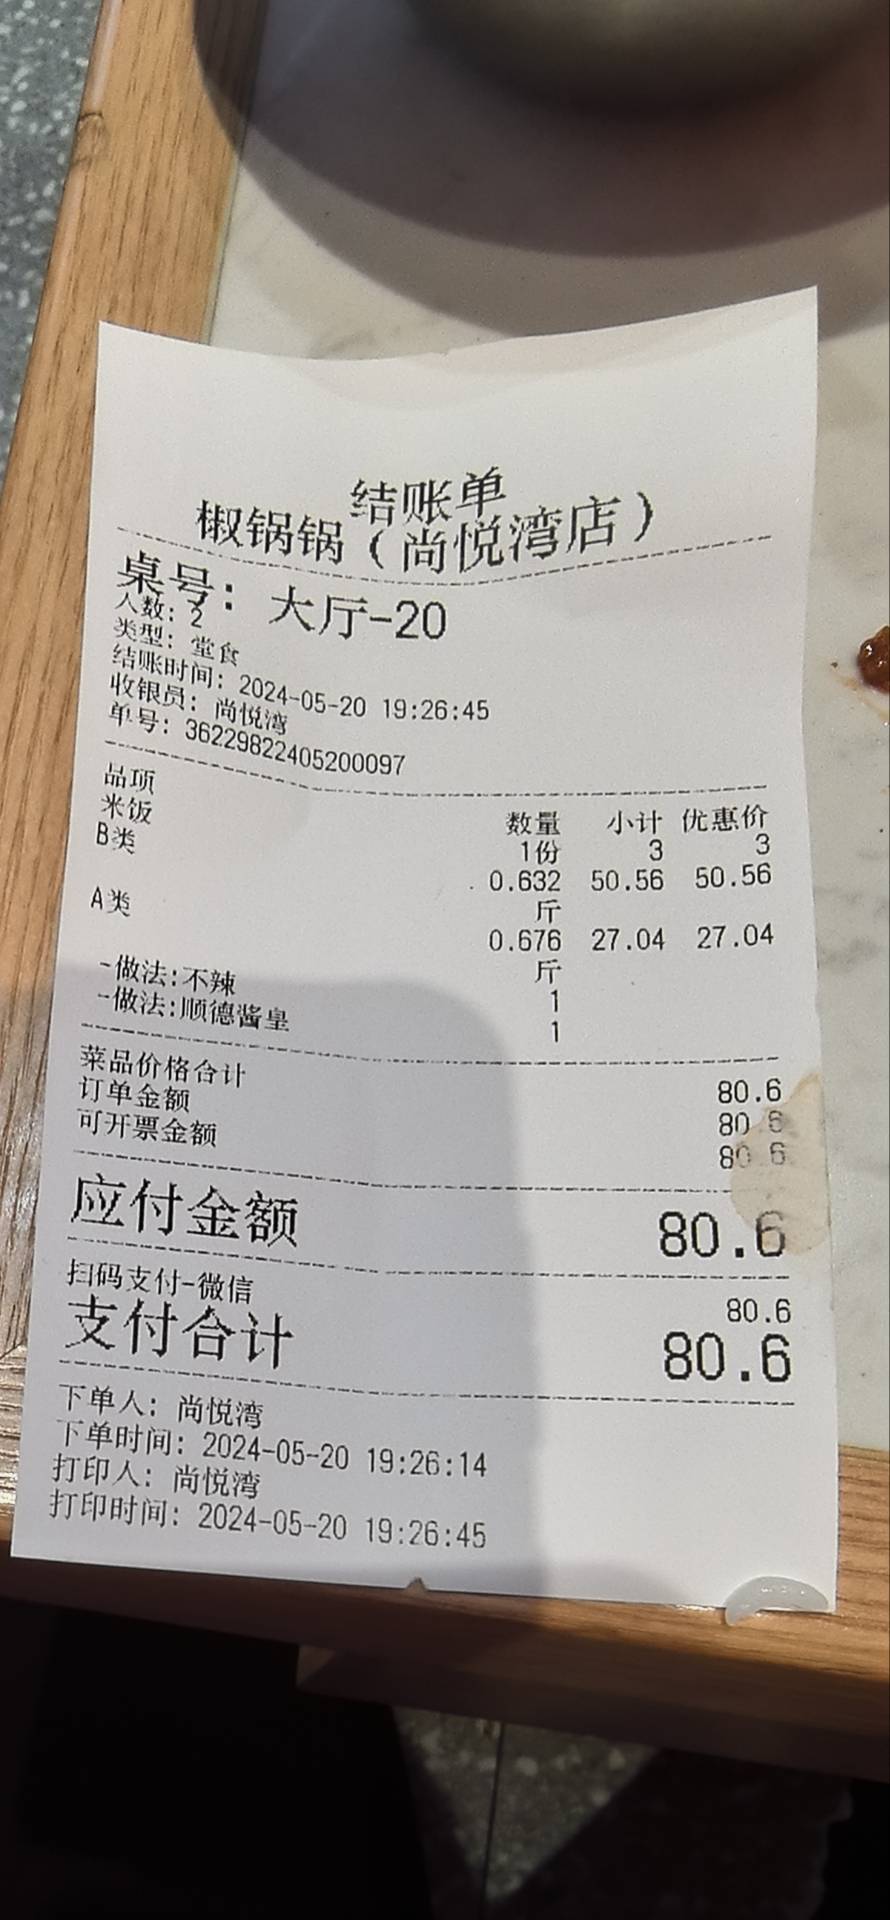 结账单
椒锅锅（尚悦湾店）
桌号： 大厅-20
人数：2
类型：堂食
结账时间：2024-05-20 19:26:45
收银员：尚悦湾
单号：36229822405200097
品项 数量 小计 优惠价
米饭 1份 3 3
B类 0.632 50.56 50.56
斤
A类 0.676 27.04 27.04
斤
-做法:不辣 1
-做法:顺德酱皇 1
菜品价格合计 80.6
订单金额 80.6
可开票金额 80.6
应付金额 80.6
扫码支付-微信 80.6
支付合计 80.6
下单人：尚悦湾
下单时间：2024-05-20 19:26:14
打印人：尚悦湾
打印时间：2024-05-20 19:26:45